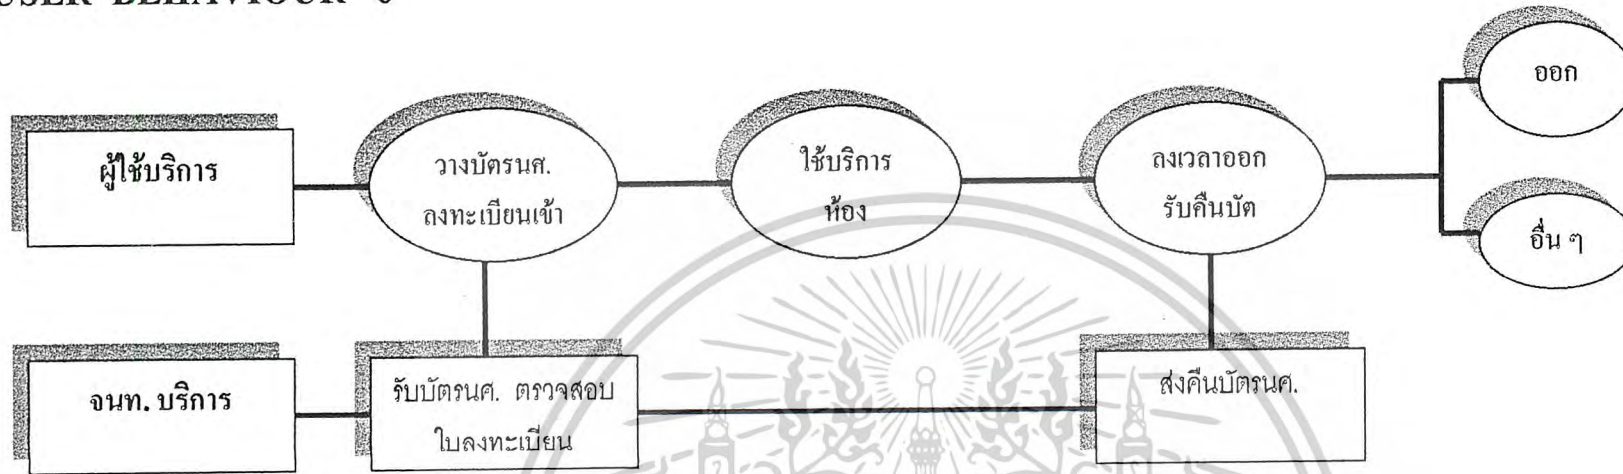 USER BEHAVIOUR
ผู้ใช้บริการ
วางบัตรนศ.
ลงทะเบียนเข้า
ใช้บริการ
ห้อง
ลงเวลาออก
รับคืนบัต
ออก
อื่น ๆ
จนท. บริการ
รับบัตรนศ. ตรวจสอบ
ใบลงทะเบียน
ส่งคืนบัตรนศ.